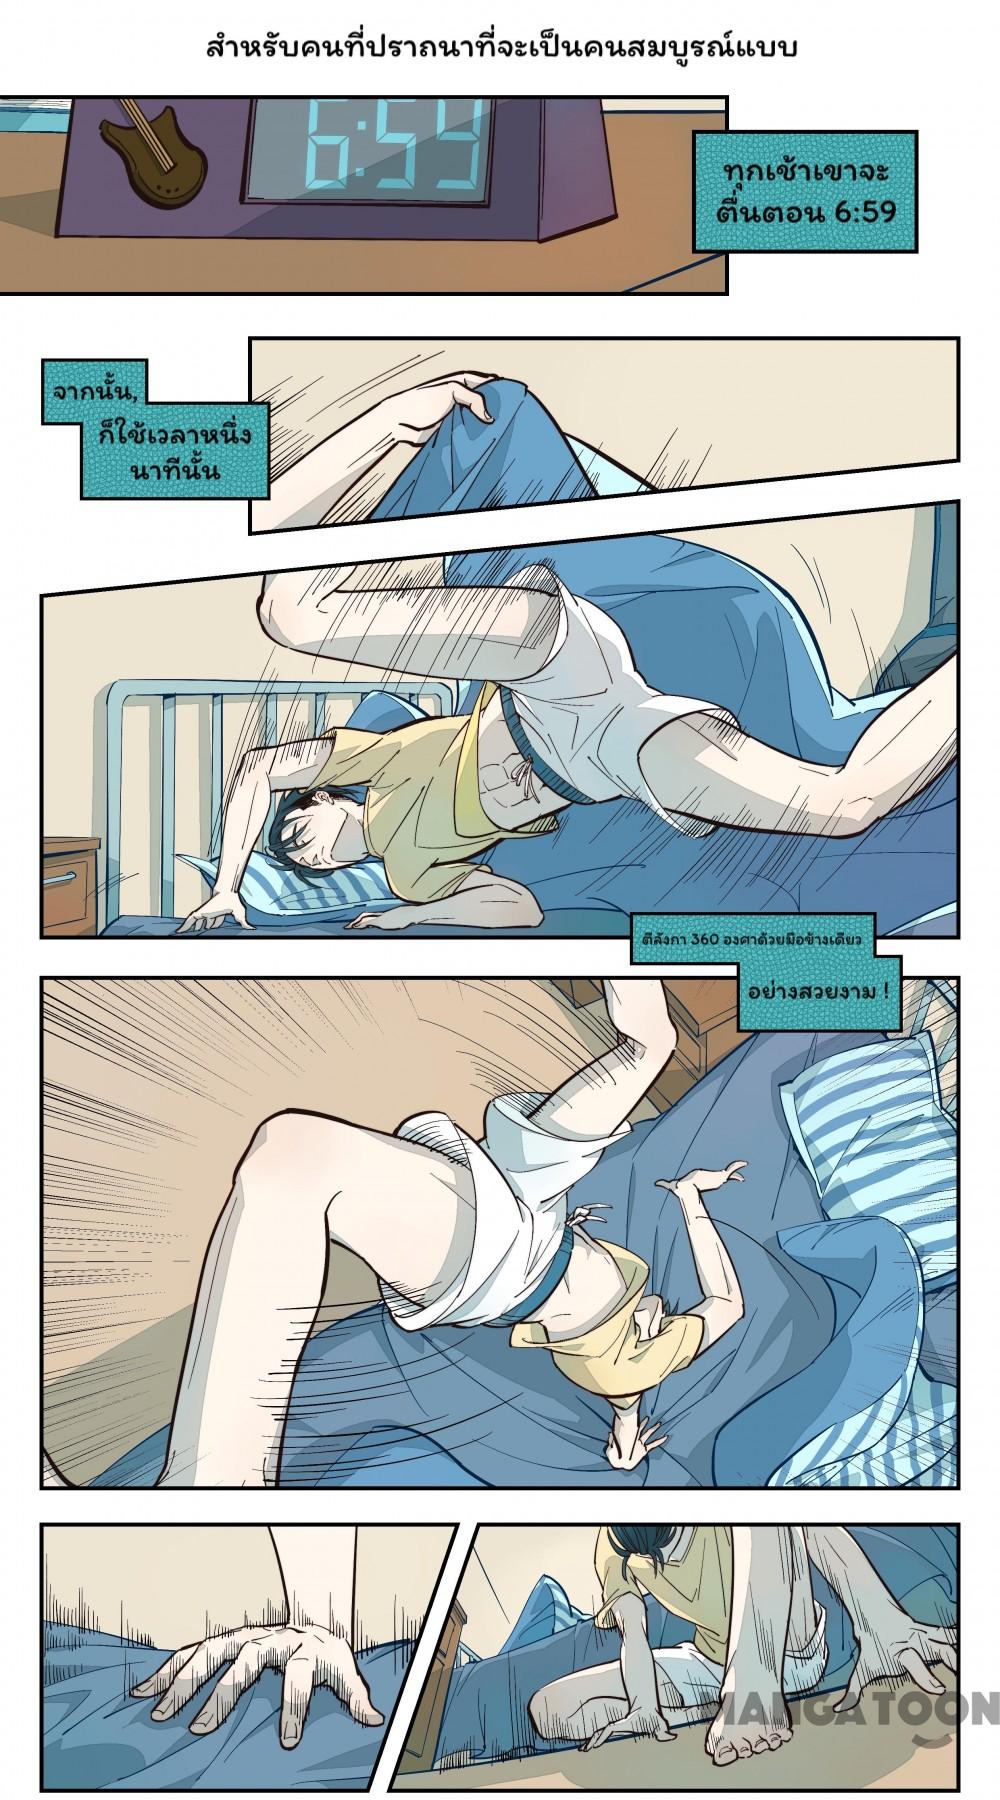 สำหรับคนที่ปรารถนาที่จะเป็นคนสมบูรณ์แบบ
6:59
ทุกเช้าเขาจะ
ตื่นตอน 6:59
จากนั้น,
ก็ใช้เวลาหนึ่ง
นาทีนั้น
ตีลังกา 360 องศาด้วยมือข้างเดียว
อย่างสวยงาม !
MANGATOON